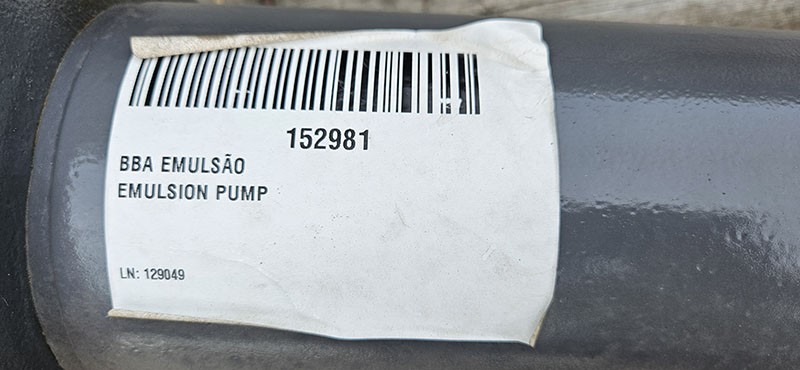 152981
BBA EMULSÃO
EMULSION PUMP
LN: 129049